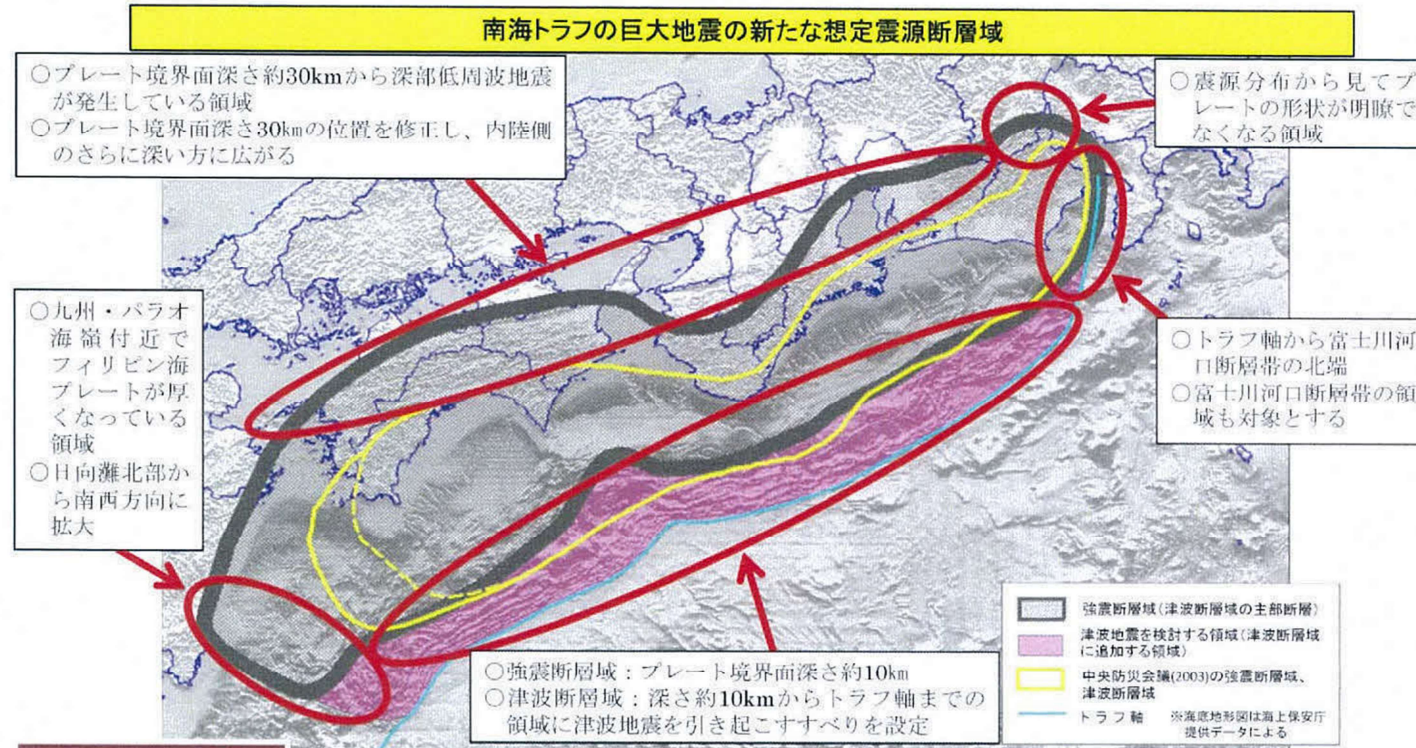 南海トラフの巨大地震の新たな想定震源断層域
○プレート境界面深さ約30kmから深部低周波地震
が発生している領域
○プレート境界面深さ30kmの位置を修正し、内陸側
のさらに深い方に広がる
○震源分布から見てプ
レートの形状が明瞭で
なくなる領域
○九州・パラオ
海嶺付近で
フィリピン海
プレートが厚
くなっている
領域
○日向灘北部か
ら南西方向に
拡大
○トラフ軸から富士川河
口断層帯の北端
○富士川河口断層帯の領
域も対象とする
○強震断層域：プレート境界面深さ約10km
○津波断層域：深さ約10kmからトラフ軸までの
領域に津波地震を引き起こすすべりを設定
強震断層域(津波断層域の主部断層)
津波地震を検討する領域(津波断層域
に追加する領域)
中央防災会議(2003)の強震断層域、
津波断層域
トラフ軸 ※海底地形図は海上保安庁
提供データによる